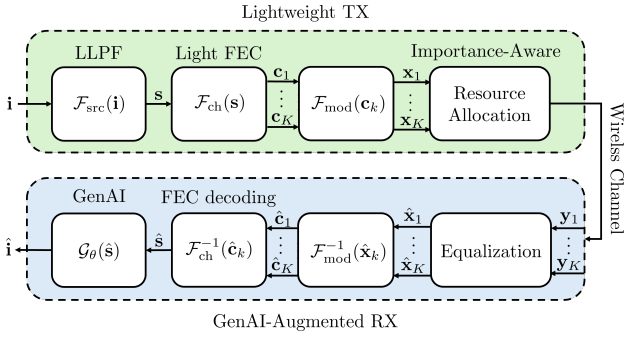 Lightweight TX
LLPF Light FEC Importance-Aware
i 𝓕_src(i) s 𝓕_ch(s) c_1 ⋮ c_K 𝓕_mod(c_k) x_1 ⋮ x_K Resource
Allocation
Wirelss Channel
GenAI FEC decoding
î 𝒢_θ(ŝ) ŝ 𝓕_ch^{-1}(ĉ_k) ĉ_1 ⋮ ĉ_K 𝓕_mod^{-1}(x̂_k) x̂_1 ⋮ x̂_K Equalization y_1 ⋮ y_K
GenAI-Augmented RX